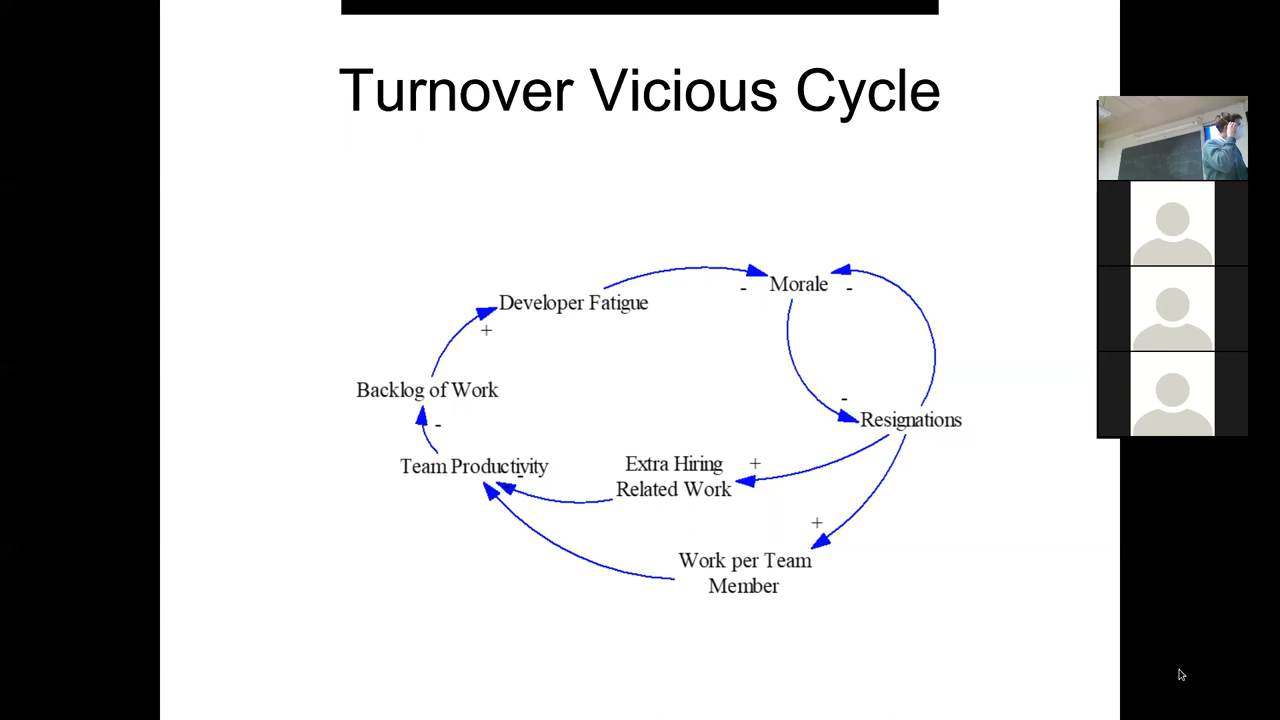 Turnover Vicious Cycle
Morale
- -
Developer Fatigue
+
Backlog of Work
-
Resignations
-
Team Productivity
-
Extra Hiring
Related Work
+
+
Work per Team
Member